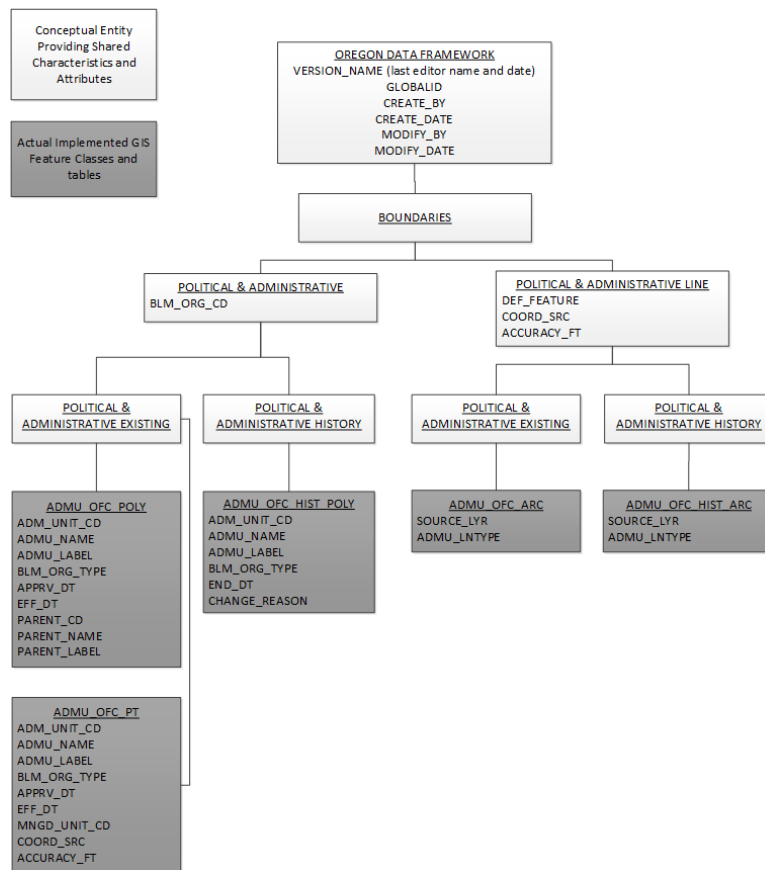 Conceptual Entity
Providing Shared
Characteristics and
Attributes
Actual Implemented GIS
Feature Classes and
tables
OREGON DATA FRAMEWORK
VERSION_NAME (last editor name and date)
GLOBALID
CREATE_BY
CREATE_DATE
MODIFY_BY
MODIFY_DATE
BOUNDARIES
POLITICAL & ADMINISTRATIVE
BLM_ORG_CD
POLITICAL & ADMINISTRATIVE LINE
DEF_FEATURE
COORD_SRC
ACCURACY_FT
POLITICAL &
ADMINISTRATIVE EXISTING
POLITICAL &
ADMINISTRATIVE HISTORY
POLITICAL &
ADMINISTRATIVE EXISTING
POLITICAL &
ADMINISTRATIVE HISTORY
ADMU_OFC_POLY
ADM_UNIT_CD
ADMU_NAME
ADMU_LABEL
BLM_ORG_TYPE
APPRV_DT
EFF_DT
PARENT_CD
PARENT_NAME
PARENT_LABEL
ADMU_OFC_HIST_POLY
ADM_UNIT_CD
ADMU_NAME
ADMU_LABEL
BLM_ORG_TYPE
END_DT
CHANGE_REASON
ADMU_OFC_ARC
SOURCE_LYR
ADMU_LNTYPE
ADMU_OFC_HIST_ARC
SOURCE_LYR
ADMU_LNTYPE
ADMU_OFC_PT
ADM_UNIT_CD
ADMU_NAME
ADMU_LABEL
BLM_ORG_TYPE
APPRV_DT
EFF_DT
MNGD_UNIT_CD
COORD_SRC
ACCURACY_FT